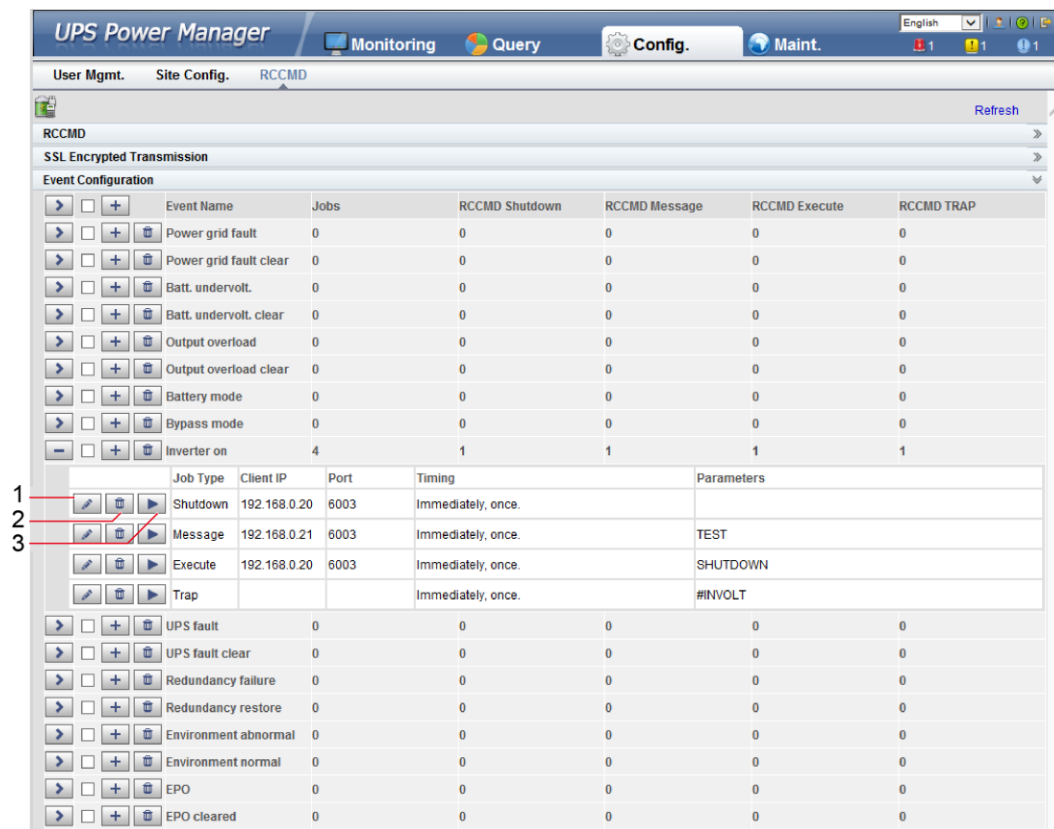 UPS Power Manager
Monitoring Query Config. Maint.
English
1 1 1
User Mgmt. Site Config. RCCMD
Refresh
RCCMD
SSL Encrypted Transmission
Event Configuration
Event Name Jobs RCCMD Shutdown RCCMD Message RCCMD Execute RCCMD TRAP
Power grid fault 0 0 0 0 0
Power grid fault clear 0 0 0 0 0
Batt. undervolt. 0 0 0 0 0
Batt. undervolt. clear 0 0 0 0 0
Output overload 0 0 0 0 0
Output overload clear 0 0 0 0 0
Battery mode 0 0 0 0 0
Bypass mode 0 0 0 0 0
Inverter on 4 1 1 1 1
Job Type Client IP Port Timing Parameters
1 Shutdown 192.168.0.20 6003 Immediately, once.
2
3 Message 192.168.0.21 6003 Immediately, once. TEST
Execute 192.168.0.20 6003 Immediately, once. SHUTDOWN
Trap Immediately, once. #INVOLT
UPS fault 0 0 0 0 0
UPS fault clear 0 0 0 0 0
Redundancy failure 0 0 0 0 0
Redundancy restore 0 0 0 0 0
Environment abnormal 0 0 0 0 0
Environment normal 0 0 0 0 0
EPO 0 0 0 0 0
EPO cleared 0 0 0 0 0